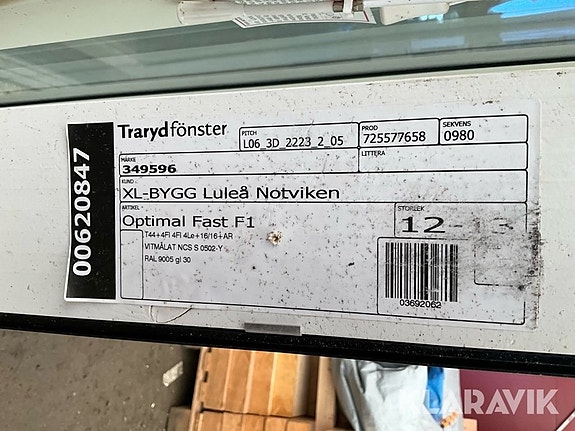 00620847
Traryd fönster
PITCH
L06_3D_2223_2_05
PROD
725577658
SEKVENS
0980
MÄRKE
349596
LITTERA
KUND
XL-BYGG Luleå Notviken
ARTIKEL
Optimal Fast F1
STORLEK
12-13
T44+4Fl 4Fl 4Le+16/16+AR
VITMÅLAT NCS S 0502-Y
RAL 9005 gl 30
03692062
KLARAVIK